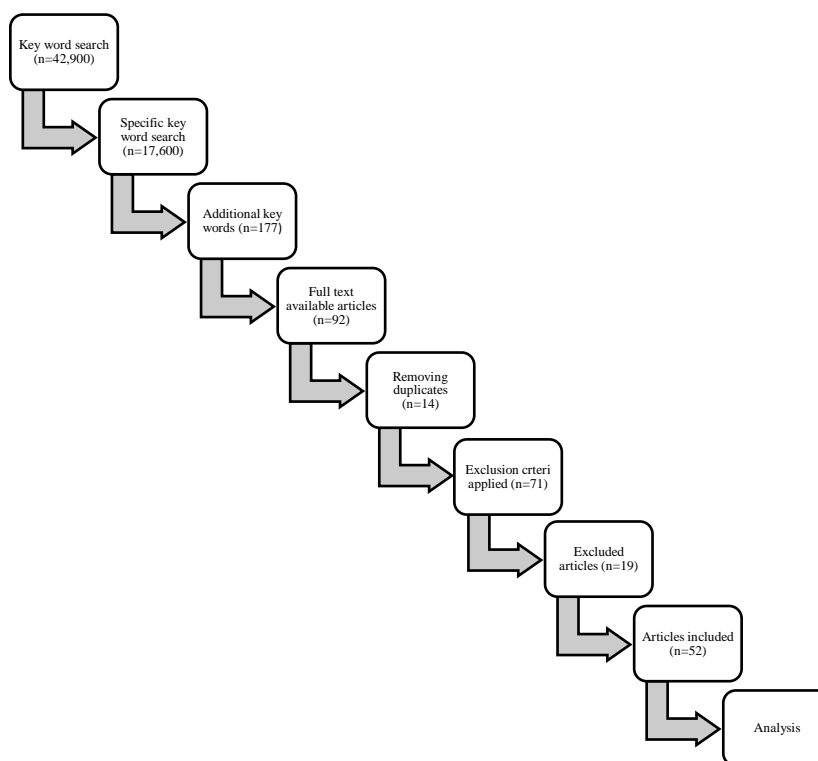 Key word search
(n=42,900)
Specific key
word search
(n=17,600)
Additional key
words (n=177)
Full text
available articles
(n=92)
Removing
duplicates
(n=14)
Exclusion crteri
applied (n=71)
Excluded
articles (n=19)
Articles included
(n=52)
Analysis